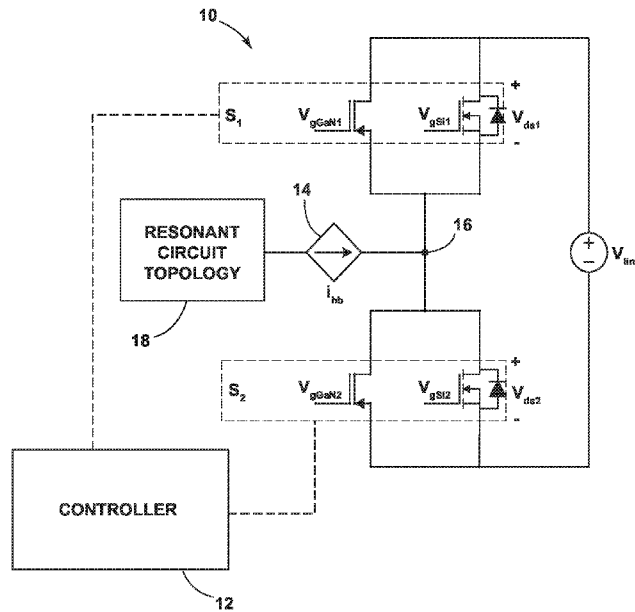 10
S1
VgGaN1
VgSi1
+
Vds1
-
14
16
RESONANT
CIRCUIT
TOPOLOGY
ihb
+
−
Vlin
18
S2
VgGaN2
VgSi2
+
Vds2
-
CONTROLLER
12